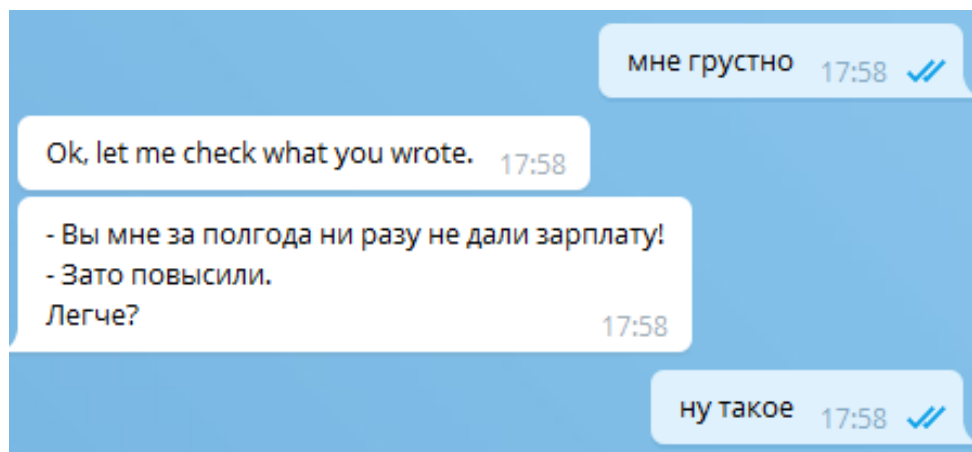 мне грустно 17:58
Ok, let me check what you wrote. 17:58
- Вы мне за полгода ни разу не дали зарплату!
- Зато повысили.
Легче? 17:58
ну такое 17:58